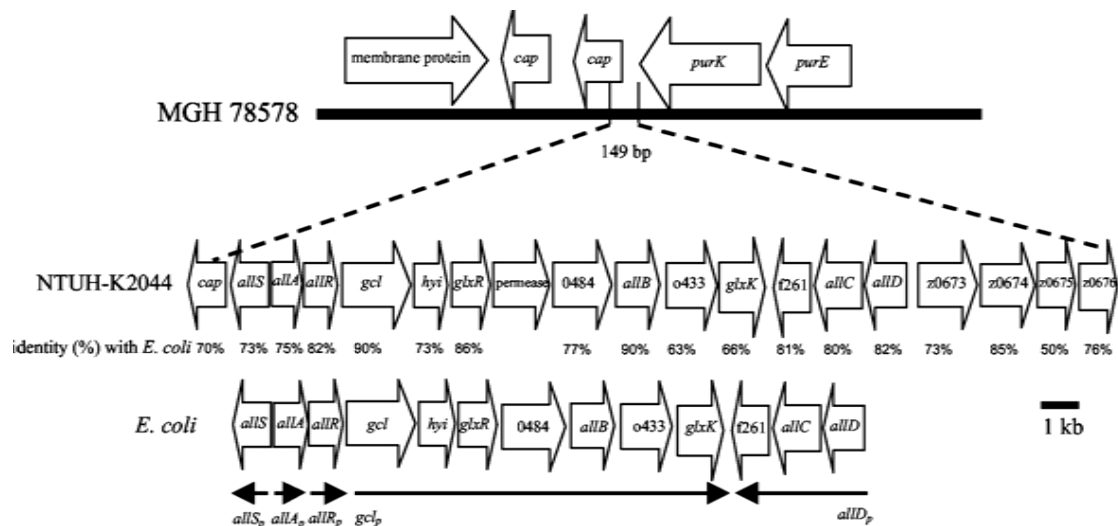 membrane protein cap cap purK purE
MGH 78578
149 bp
NTUH-K2044 cap allS allA allR gcl hyi glxR permease 0484 allB o433 glxK f261 allC allD z0673 z0674 z0675 z0676
identity (%) with E. coli 70% 73% 75% 82% 90% 73% 86% 77% 90% 63% 66% 81% 80% 82% 73% 85% 50% 76%
E. coli allS allA allR gcl hyi glxR 0484 allB o433 glxK f261 allC allD
1 kb
allSp allAp allRp gclp allDp